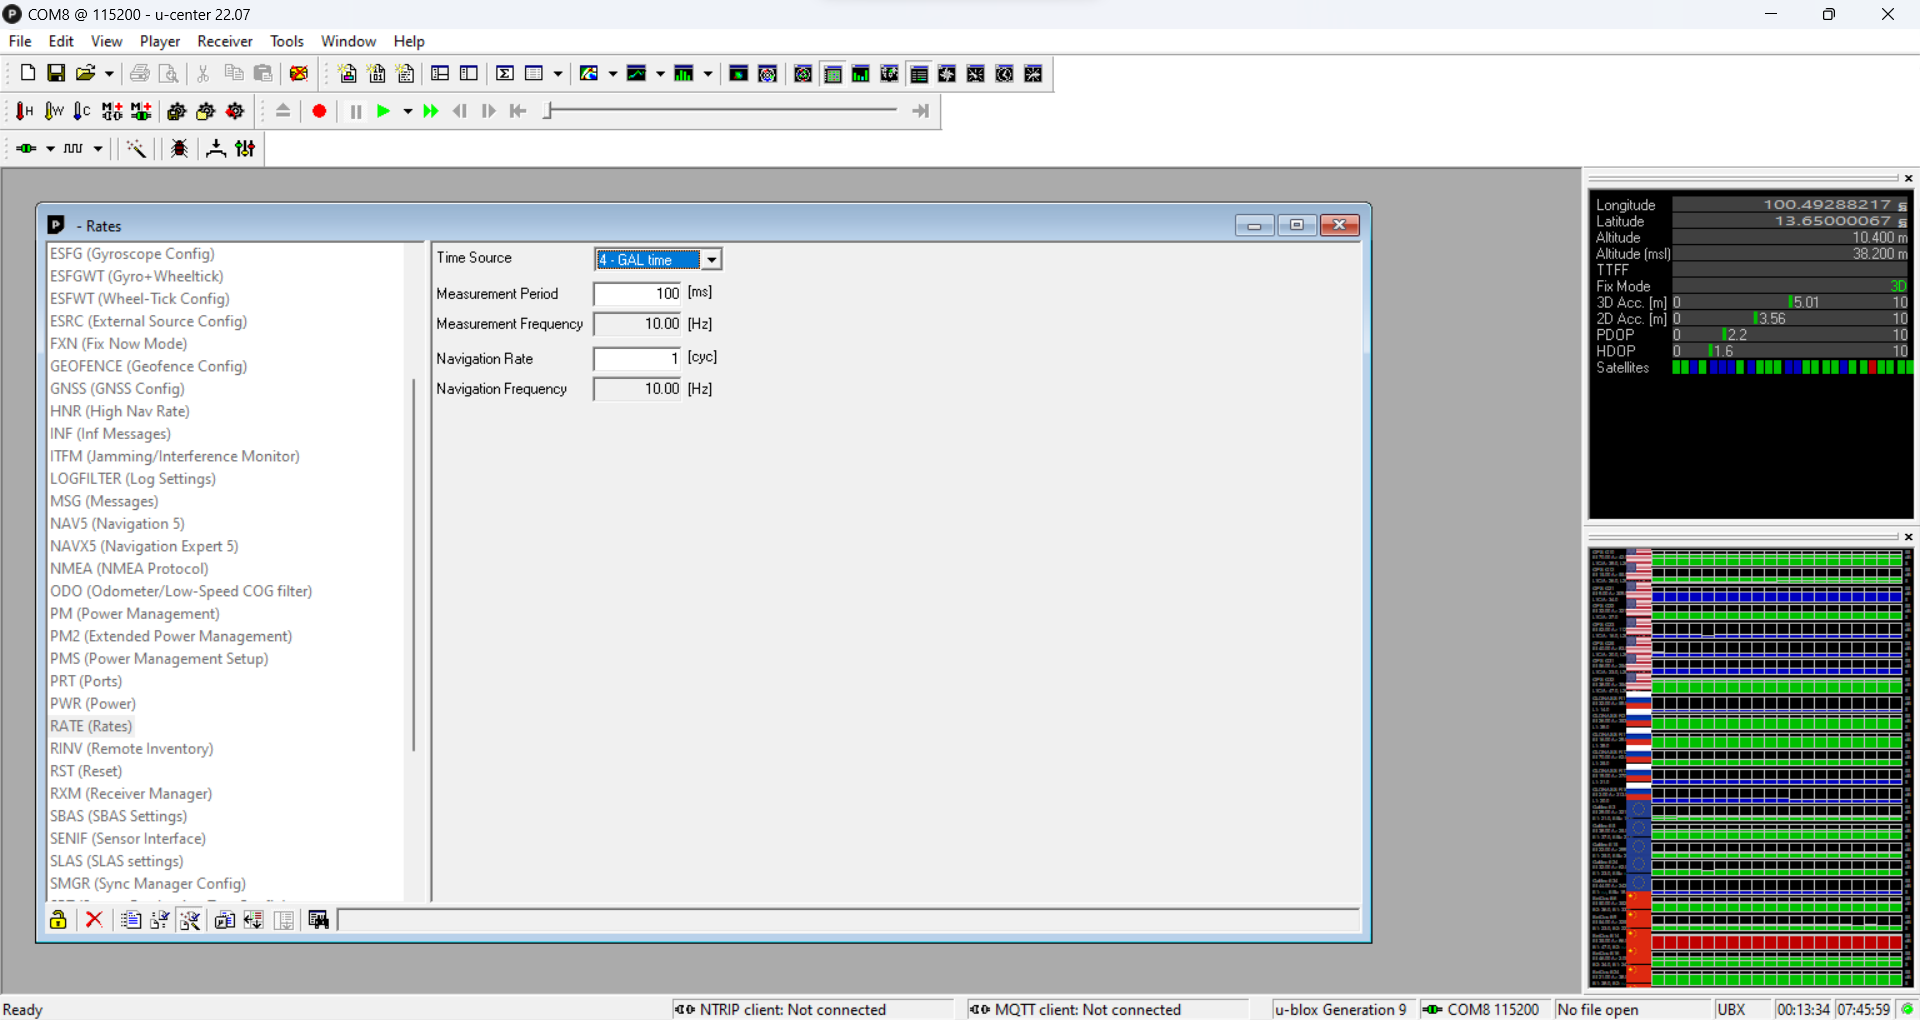 COM8 @ 115200 - u-center 22.07
File Edit View Player Receiver Tools Window Help
- Rates
ESFG (Gyroscope Config)
ESFGWT (Gyro+Wheeltick)
ESFWT (Wheel-Tick Config)
ESRC (External Source Config)
FXN (Fix Now Mode)
GEOFENCE (Geofence Config)
GNSS (GNSS Config)
HNR (High Nav Rate)
INF (Inf Messages)
ITFM (Jamming/Interference Monitor)
LOGFILTER (Log Settings)
MSG (Messages)
NAV5 (Navigation 5)
NAVX5 (Navigation Expert 5)
NMEA (NMEA Protocol)
ODO (Odometer/Low-Speed COG filter)
PM (Power Management)
PM2 (Extended Power Management)
PMS (Power Management Setup)
PRT (Ports)
PWR (Power)
RATE (Rates)
RINV (Remote Inventory)
RST (Reset)
RXM (Receiver Manager)
SBAS (SBAS Settings)
SENIF (Sensor Interface)
SLAS (SLAS settings)
SMGR (Sync Manager Config)
Time Source 4 - GAL time
Measurement Period 100 [ms]
Measurement Frequency 10.00 [Hz]
Navigation Rate 1 [cyc]
Navigation Frequency 10.00 [Hz]
Longitude 100.49288217
Latitude 13.65000067
Altitude 10.400 m
Altitude (msl) 38.200 m
TTFF
Fix Mode 3D
3D Acc. [m] 0 5.01 10
2D Acc. [m] 0 3.56 10
PDOP 0 2.2 10
HDOP 0 1.6 10
Satellites
Ready
NTRIP client: Not connected
MQTT client: Not connected
u-blox Generation 9
COM8 115200
No file open
UBX
00:13:34
07:45:59